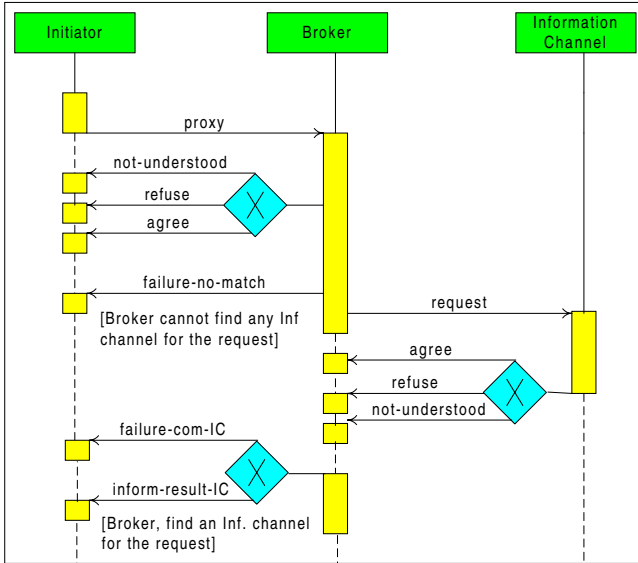 Initiator
Broker
Information
Channel
proxy
not-understood
X
refuse
agree
failure-no-match
request
[Broker cannot find any Inf
channel for the request]
agree
X
refuse
not-understood
failure-com-IC
X
inform-result-IC
[Broker, find an Inf. channel
for the request]